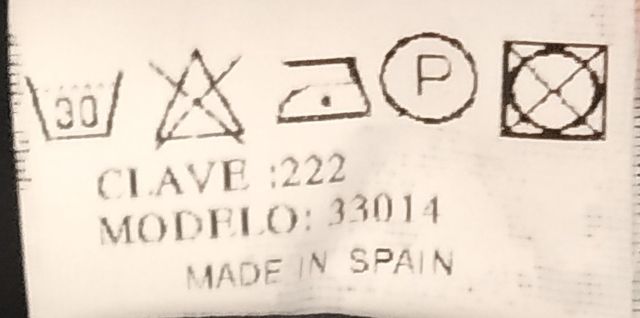 30 P
CLAVE :222
MODELO: 33014
MADE IN SPAIN